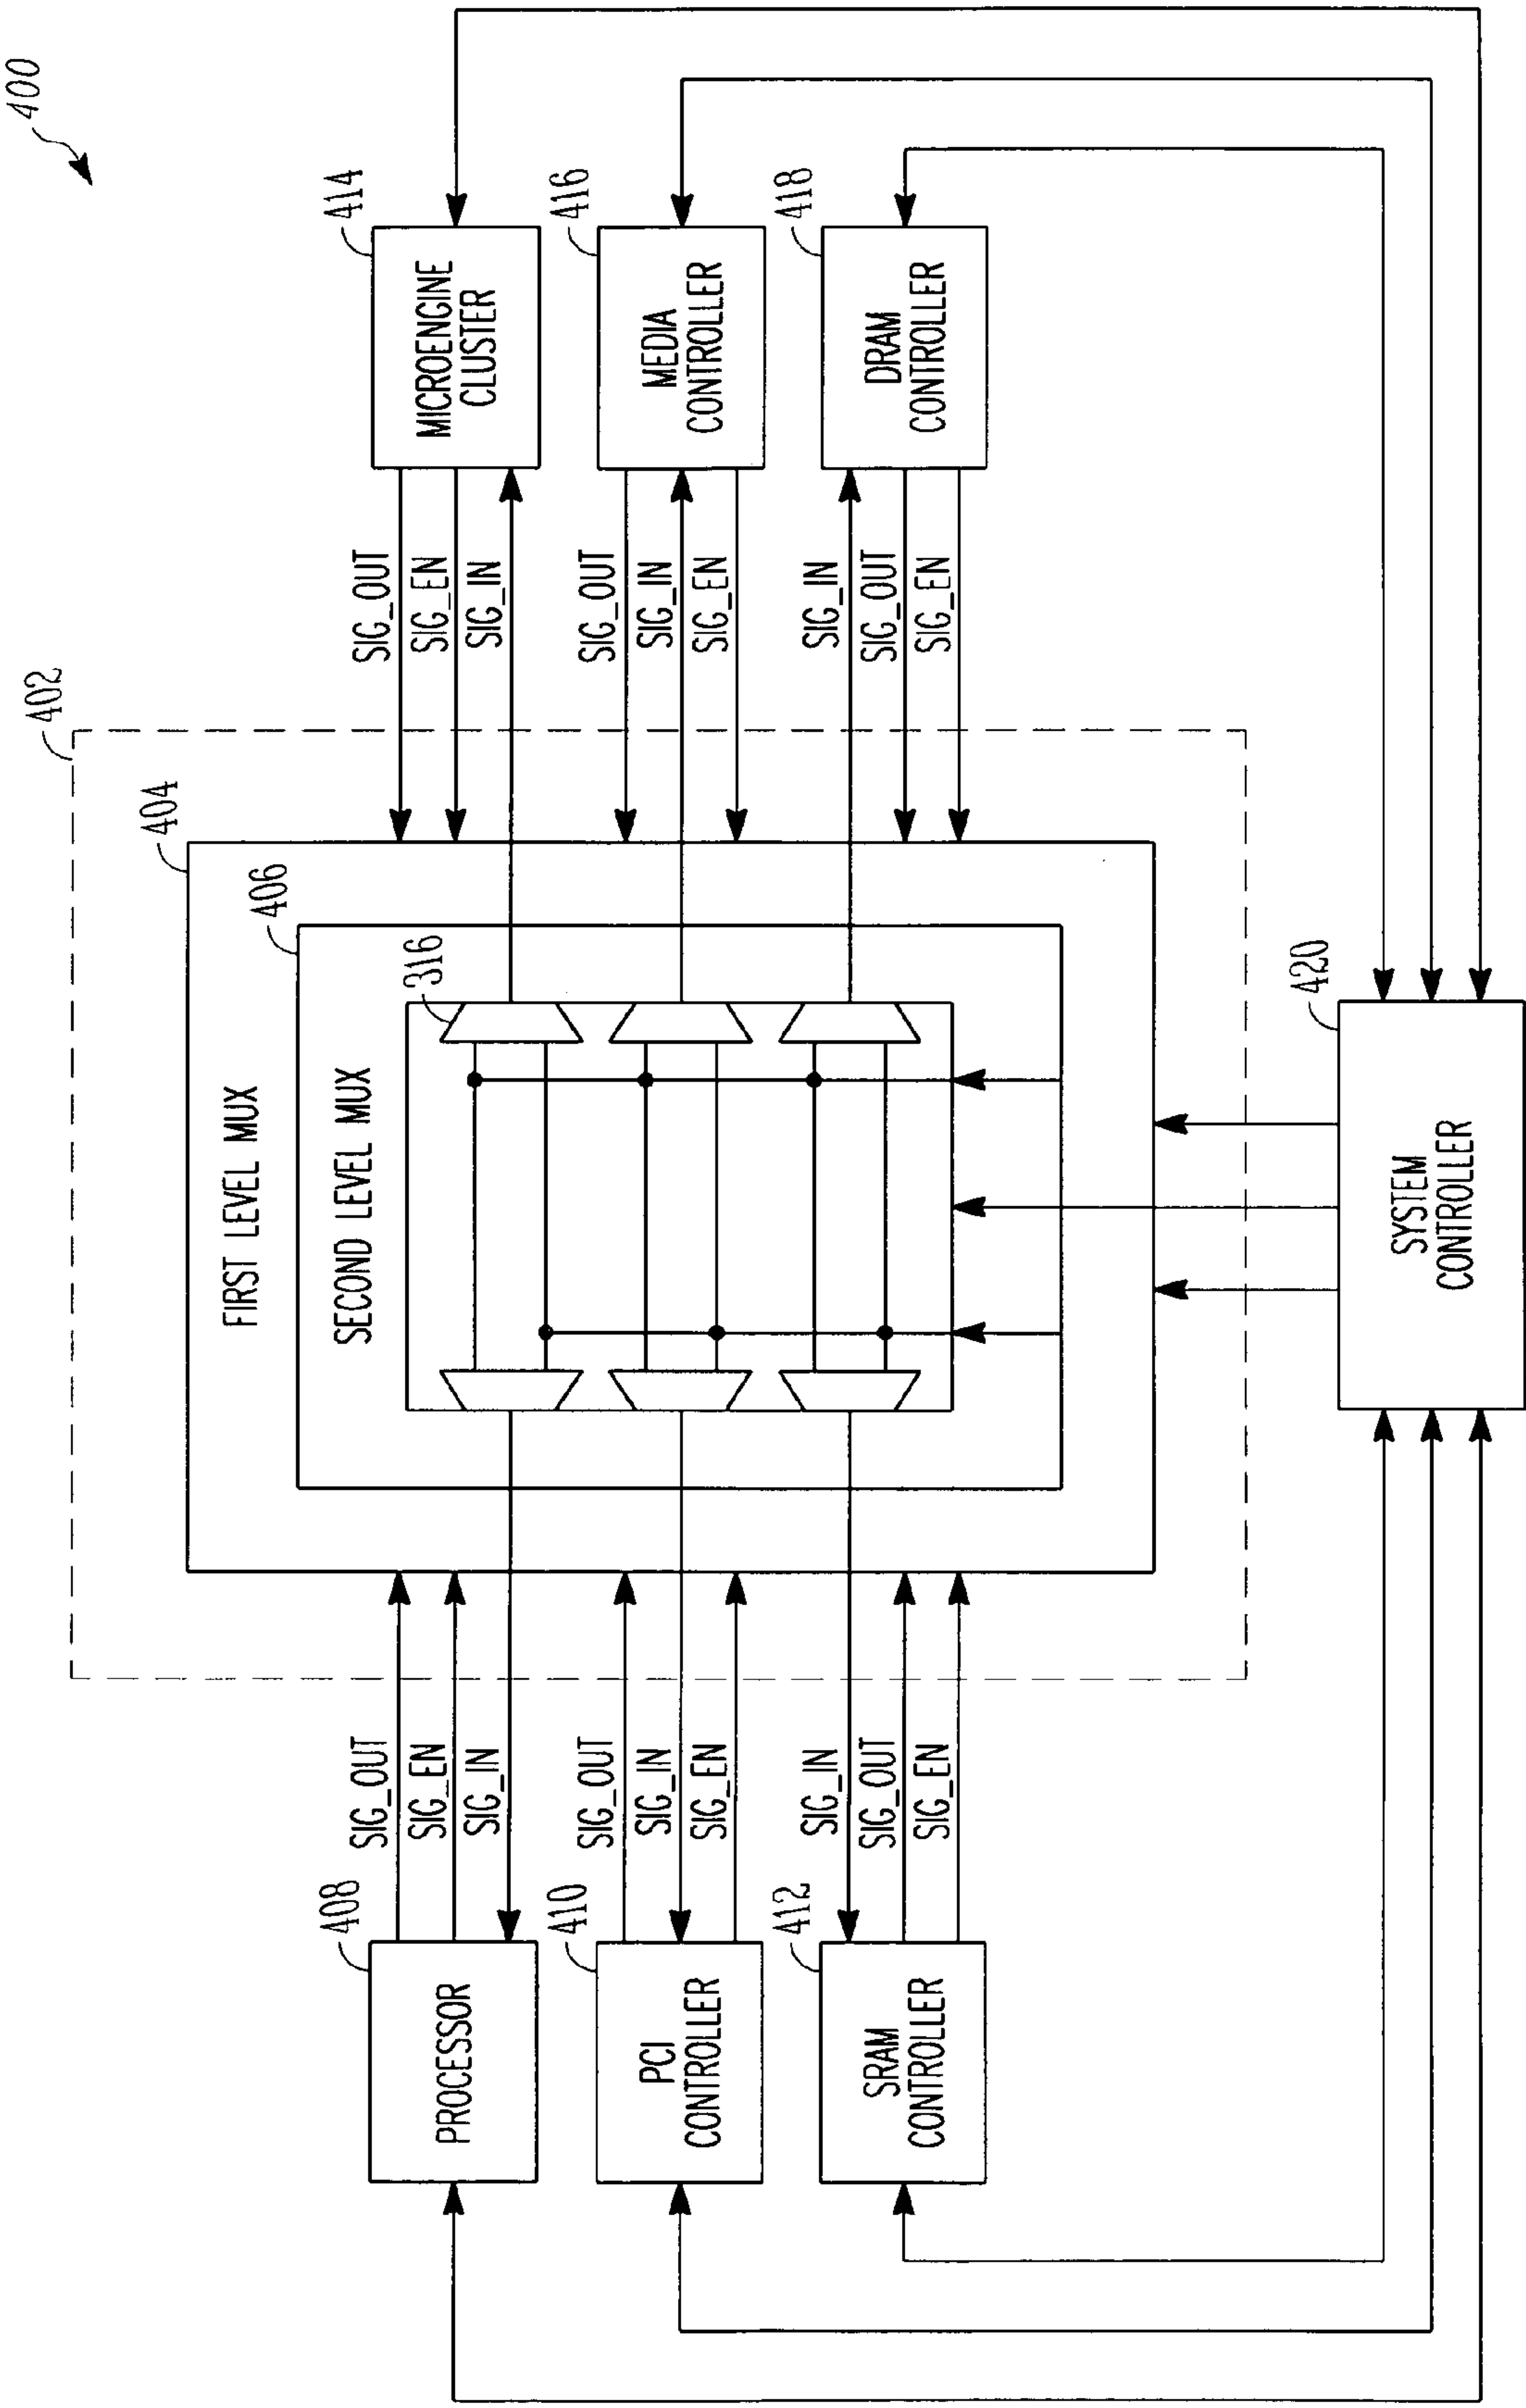 400
402
404
FIRST LEVEL MUX
406
SECOND LEVEL MUX
316
408
PROCESSOR
SIG_OUT
SIG_EN
SIG_IN
410
PCI
CONTROLLER
SIG_OUT
SIG_IN
SIG_EN
412
SRAM
CONTROLLER
SIG_IN
SIG_OUT
SIG_EN
414
MICROENGINE
CLUSTER
SIG_OUT
SIG_EN
SIG_IN
416
MEDIA
CONTROLLER
SIG_OUT
SIG_IN
SIG_EN
418
DRAM
CONTROLLER
SIG_IN
SIG_OUT
SIG_EN
420
SYSTEM
CONTROLLER